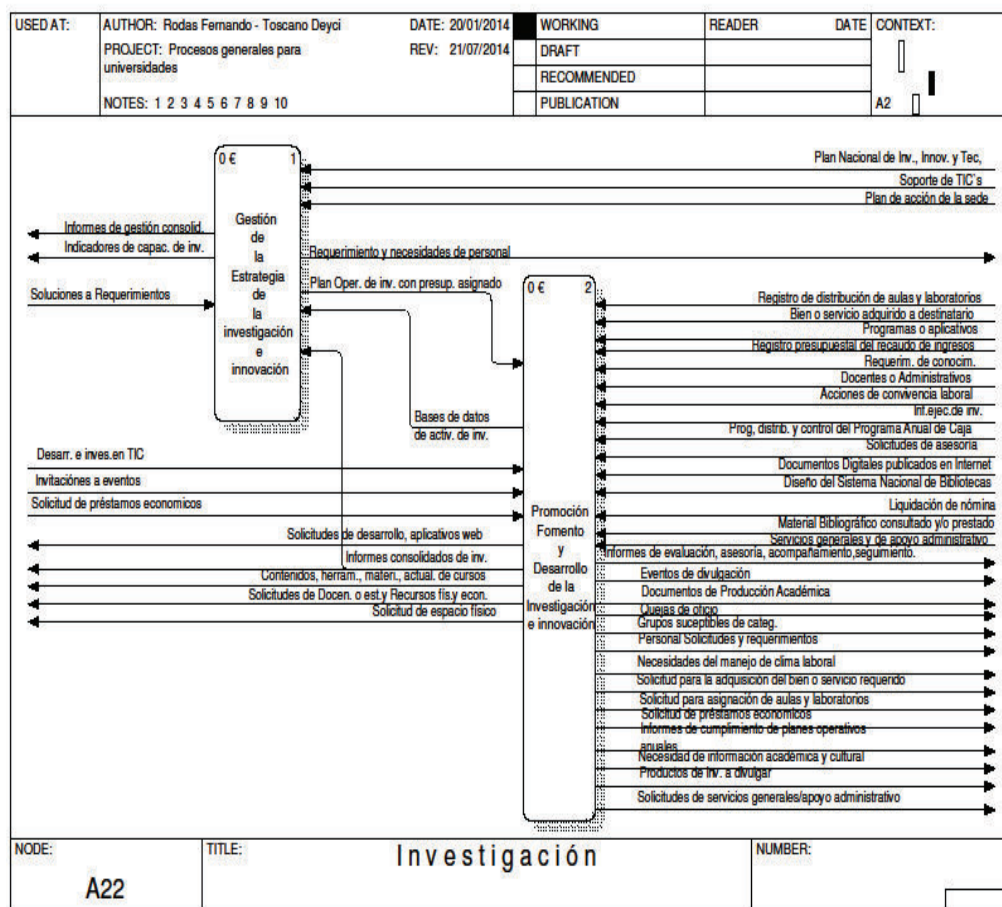 USED AT:
AUTHOR: Rodas Fernando - Toscano Deyci
DATE: 20/01/2014
WORKING
READER
DATE
CONTEXT:
PROJECT: Procesos generales para
universidades
REV: 21/07/2014
DRAFT
RECOMMENDED
NOTES: 1 2 3 4 5 6 7 8 9 10
PUBLICATION
A2
0 €
1
Gestión
de
la
Estrategia
de
la
investigación
e
innovación
Plan Nacional de Inv., Innov. y Tec,
Soporte de TIC`s
Plan de acción de la sede
Informes de gestión consolid.
Indicadores de capac. de inv.
Soluciones a Requerimientos
Requerimiento y necesidades de personal
Plan Oper. de inv. con presup. asignado
Bases de datos
de activ. de inv.
0 €
2
Promoción
Fomento
y
Desarrollo
de la
Investigación
e innovación
Registro de distribución de aulas y laboratorios
Bien o servicio adquirido a destinatario
Programas o aplicativos
Registro presupuestal del recaudo de ingresos
Requerim. de conocim.
Docentes o Administrativos
Acciones de convivencia laboral
Inf.ejec.de inv.
Prog, distrib. y control del Programa Anual de Caja
Solicitudes de asesoría
Documentos Digitales publicados en Internet
Diseño del Sistema Nacional de Bibliotecas
Liquidación de nómina
Material Bibliográfico consultado y/o prestado
Servicios generales y de apoyo administrativo
Desarr. e inves.en TIC
Invitaciónes a eventos
Solicitud de préstamos economicos
Solicitudes de desarrollo, aplicativos web
Informes consolidados de inv.
Contenidos, herram., materi., actual. de cursos
Solicitudes de Docen. o est.y Recursos fis.y econ.
Solicitud de espacio físico
Informes de evaluación, asesoría, acompañamiento,seguimiento.
Eventos de divulgación
Documentos de Producción Académica
Quejas de oficio
Grupos suceptibles de categ.
Personal Solicitudes y requerimientos
Necesidades del manejo de clima laboral
Solicitud para la adquisición del bien o servicio requerido
Solicitud para asignación de aulas y laboratorios
Solicitud de préstamos economicos
Informes de cumplimiento de planes operativos
anuales
Necesidad de información académica y cultural
Productos de Inv. a divulgar
Solicitudes de servicios generales/apoyo administrativo
NODE:
A22
TITLE:
Investigación
NUMBER: